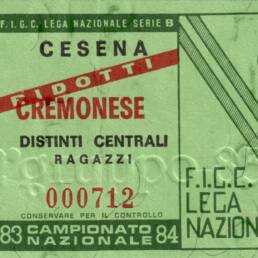 F.I.G.C. LEGA NAZIONALE SERIE B
CESENA
RIDOTTI
CREMONESE
DISTINTI CENTRALI
RAGAZZI
000712
CONSERVARE PER IL CONTROLLO
83 CAMPIONATO NAZIONALE 84
F.I.G.C.
LEGA
NAZION